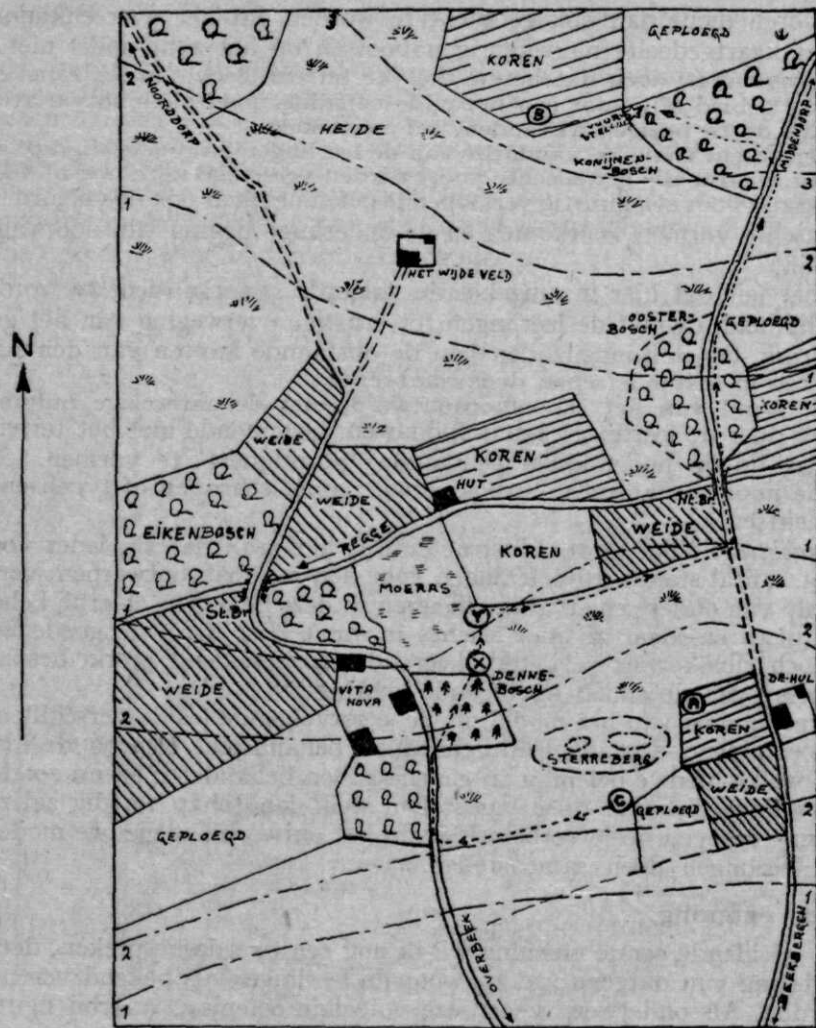 3
GEPLOEGD
KOREN
2
NOORDDORP
HEIDE
B
VUUR-
STELLING
MIDDENDORP
KONIJNEN-
BOSCH
3
1
2
HET WIJDE VELD
N
OOSTER-
BOSCH
GEPLOEGD
1
KOREN
WEIDE
KOREN
HUT
WEIDE
Ht.Br.
EIKENBOSCH
REGGE
WEIDE
KOREN
MOERAS
1
1
St.Br.
Y
2
X
WEIDE
VITA
NOVA
DENNE-
BOSCH
DE-HUL
A
KOREN
2
STERREBERG
WEIDE
C
GEPLOEGD
2
GEPLOEGD
1
2
OVERBEEK
BEEKBERGEN
1